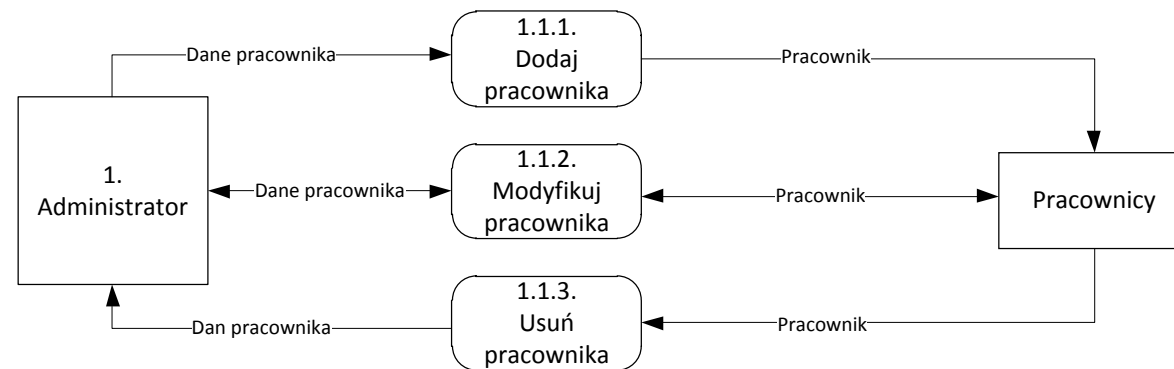 1.1.1.
Dodaj
pracownika
Dane pracownika
Pracownik
1.
Administrator
Dane pracownika
1.1.2.
Modyfikuj
pracownika
Pracownik
Pracownicy
Dan pracownika
1.1.3.
Usuń
pracownika
Pracownik